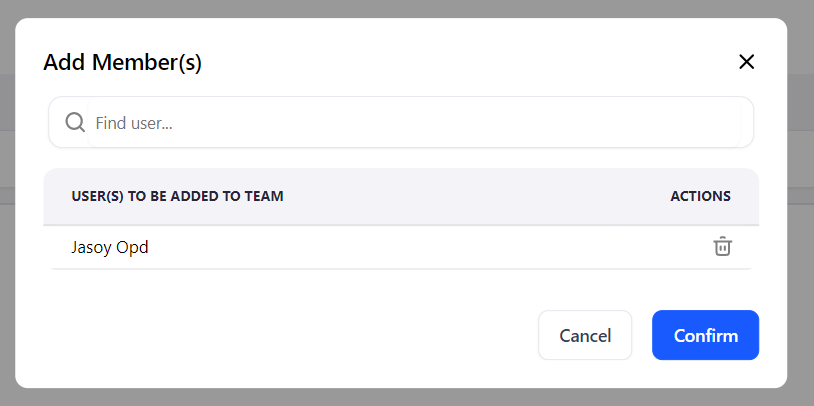 Add Member(s)
Find user...
USER(S) TO BE ADDED TO TEAM ACTIONS
Jasoy Opd
Cancel Confirm